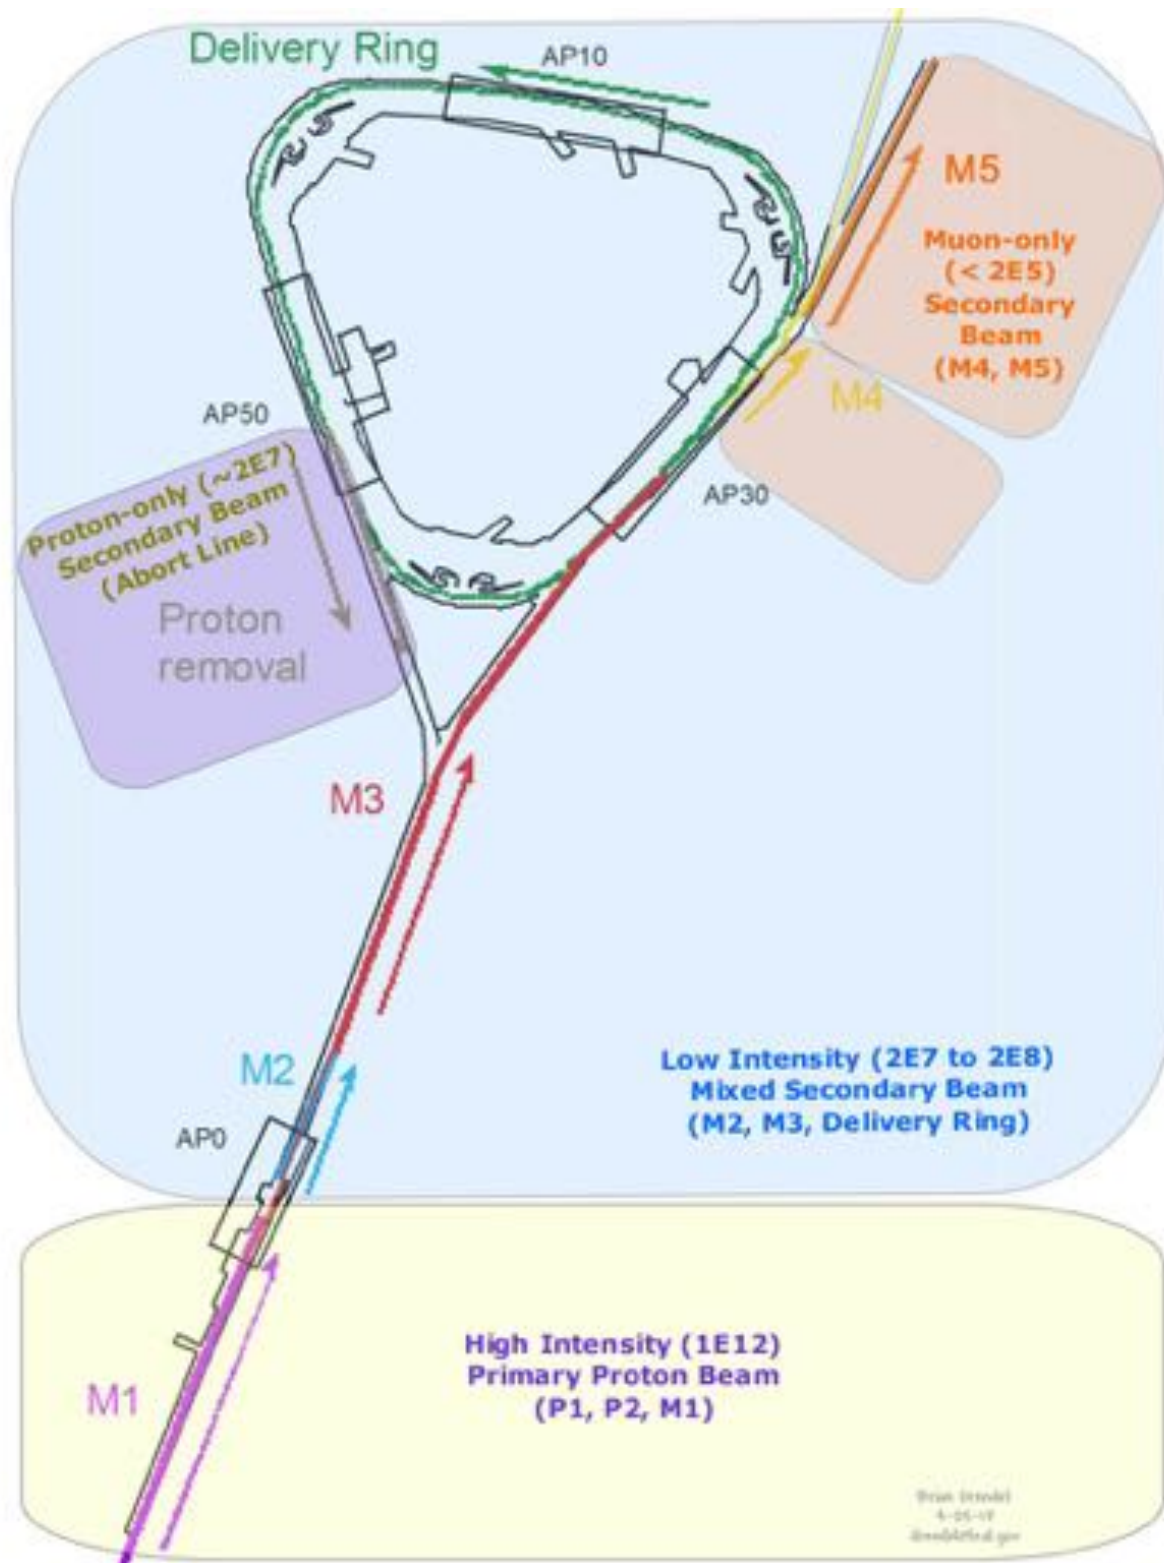 Delivery Ring
AP10
M5
Muon-only
(< 2E5)
Secondary
Beam
(M4, M5)
M4
AP50
AP30
Proton-only (~2E7)
Secondary Beam
(Abort Line)
Proton
removal
M3
M2
Low Intensity (2E7 to 2E8)
Mixed Secondary Beam
(M2, M3, Delivery Ring)
AP0
High Intensity (1E12)
Primary Proton Beam
(P1, P2, M1)
M1